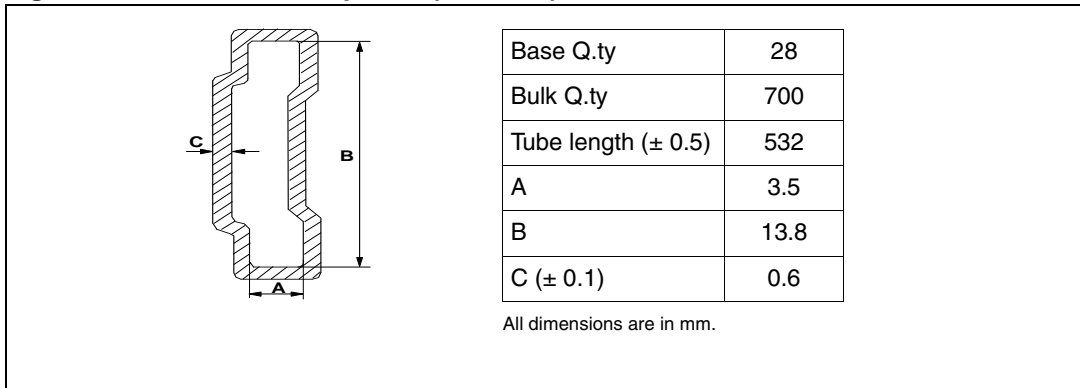 C
B
A
Base Q.ty 28
Bulk Q.ty 700
Tube length (± 0.5) 532
A 3.5
B 13.8
C (± 0.1) 0.6
All dimensions are in mm.